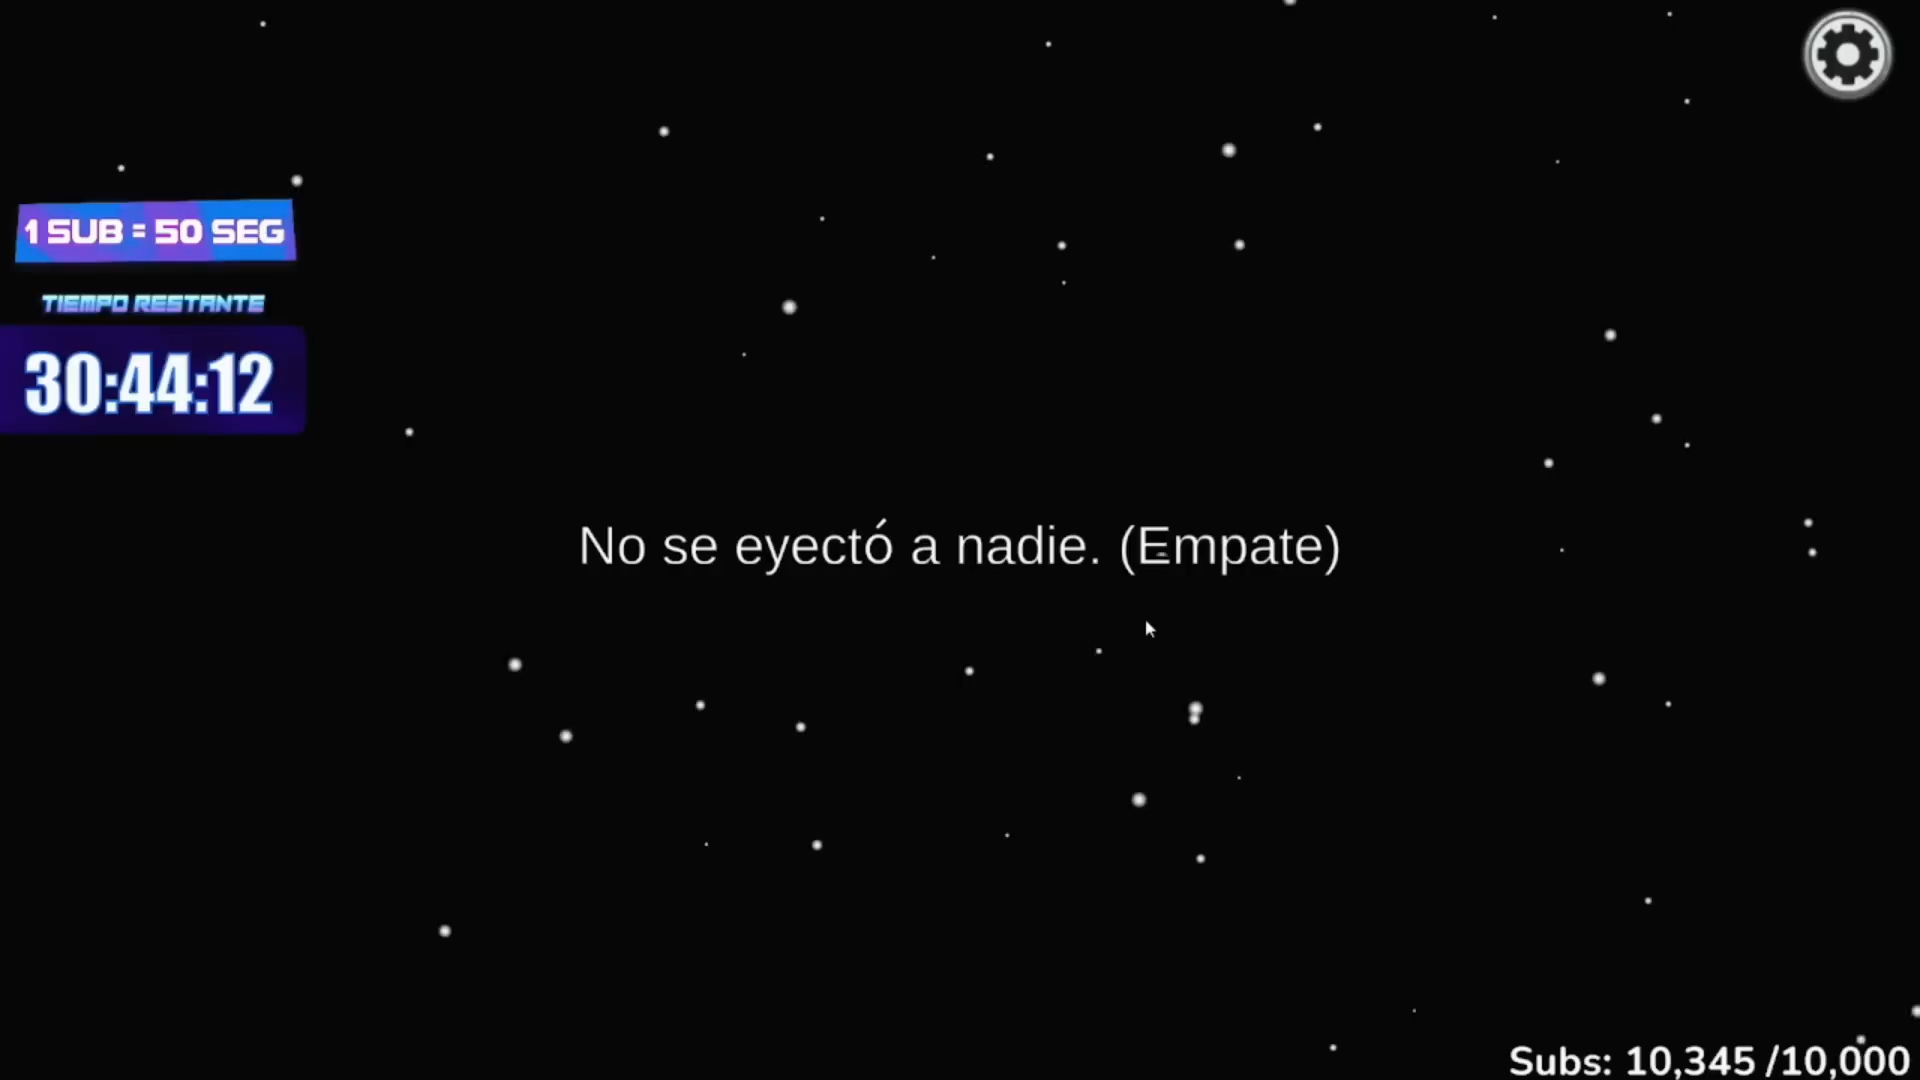 1 SUB = 50 SEG
TIEMPO RESTANTE
30:44:12
No se eyectó a nadie. (Empate)
Subs: 10,345 /10,000